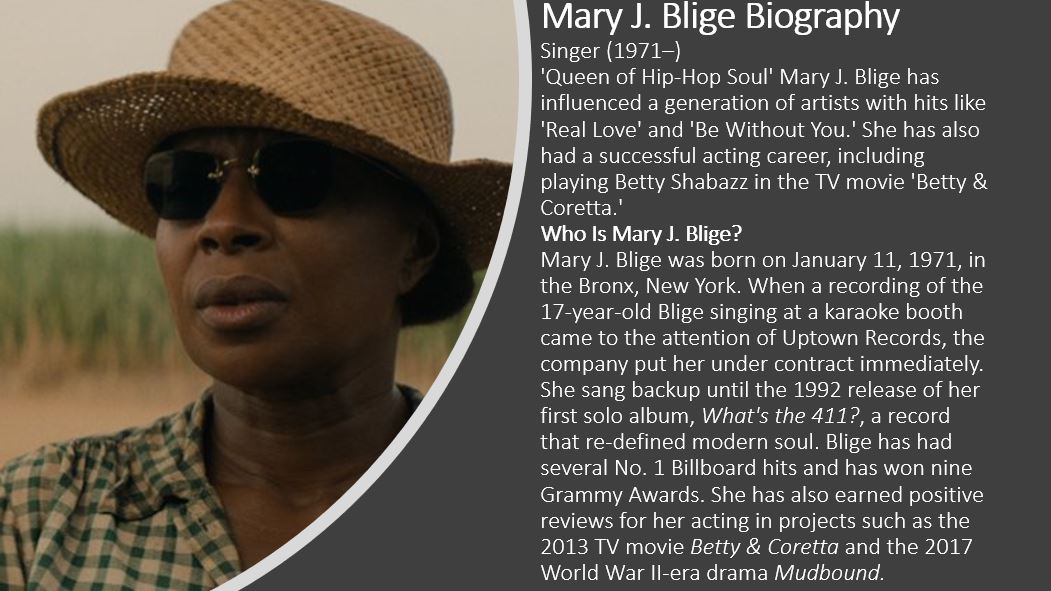 Mary J. Blige Biography
Singer (1971–)
'Queen of Hip-Hop Soul' Mary J. Blige has
influenced a generation of artists with hits like
'Real Love' and 'Be Without You.' She has also
had a successful acting career, including
playing Betty Shabazz in the TV movie 'Betty &
Coretta.'
Who Is Mary J. Blige?
Mary J. Blige was born on January 11, 1971, in
the Bronx, New York. When a recording of the
17-year-old Blige singing at a karaoke booth
came to the attention of Uptown Records, the
company put her under contract immediately.
She sang backup until the 1992 release of her
first solo album, What's the 411?, a record
that re-defined modern soul. Blige has had
several No. 1 Billboard hits and has won nine
Grammy Awards. She has also earned positive
reviews for her acting in projects such as the
2013 TV movie Betty & Coretta and the 2017
World War II-era drama Mudbound.